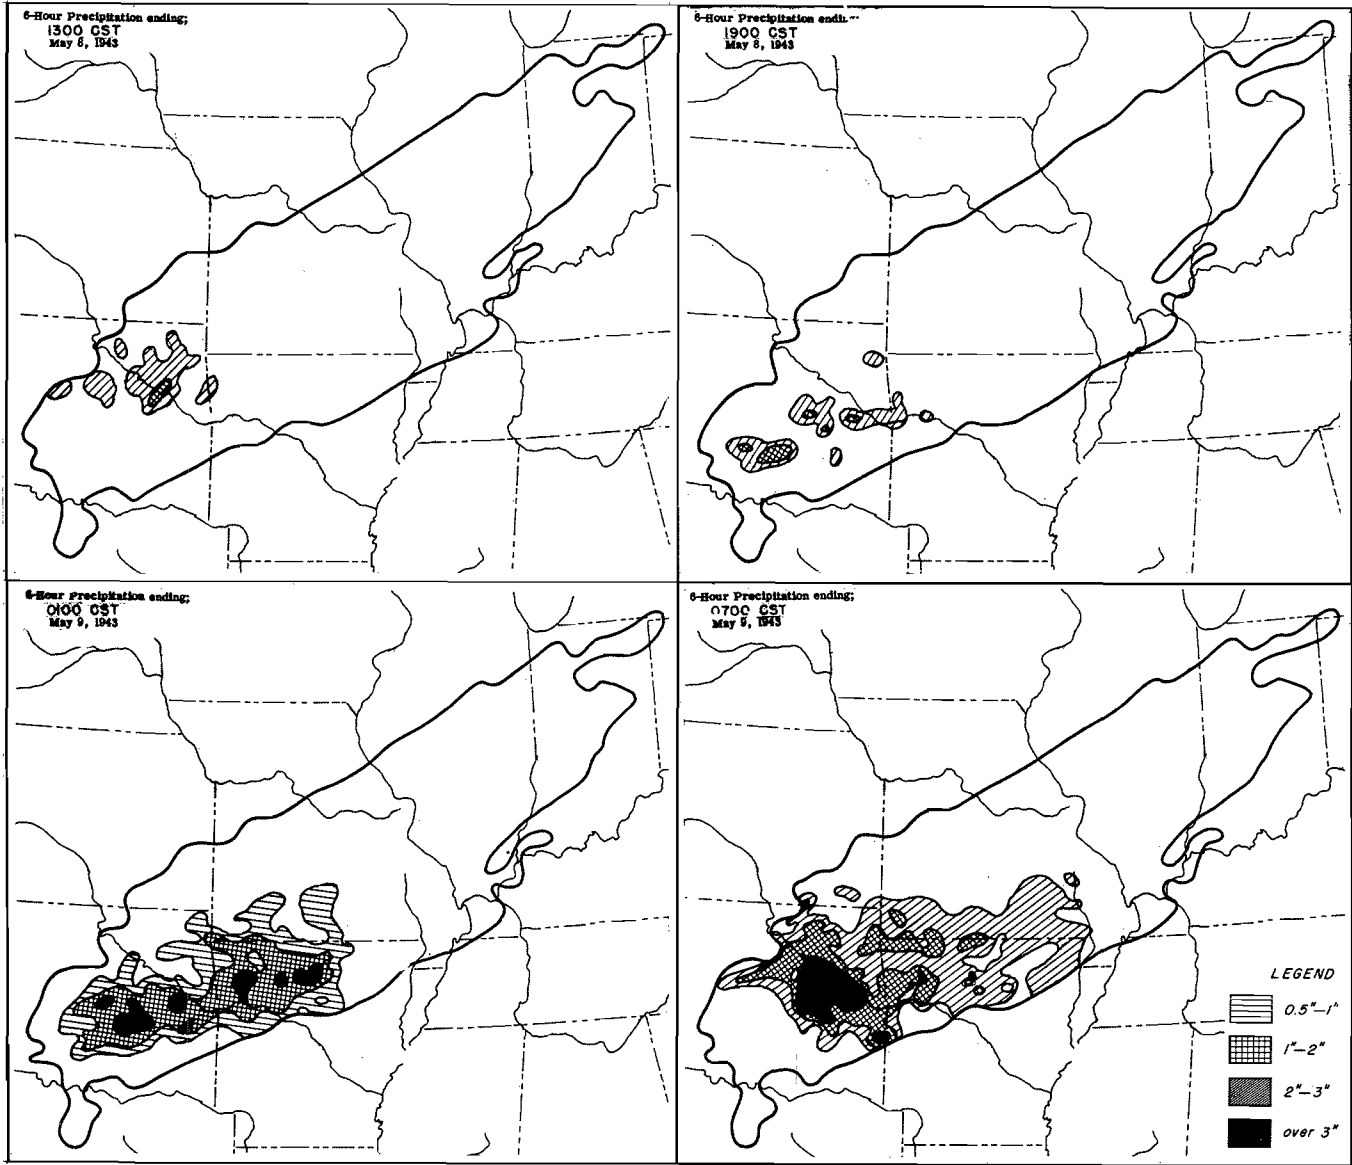 6-Hour Precipitation ending;
1300 CST
May 8, 1943
6-Hour Precipitation endin
1900 CST
May 8, 1943
6-Hour Precipitation ending;
0100 CST
May 9, 1943
6-Hour Precipitation ending;
0700 CST
May 9, 1943
LEGEND
0.5"—1"
1"—2"
2"—3"
over 3"